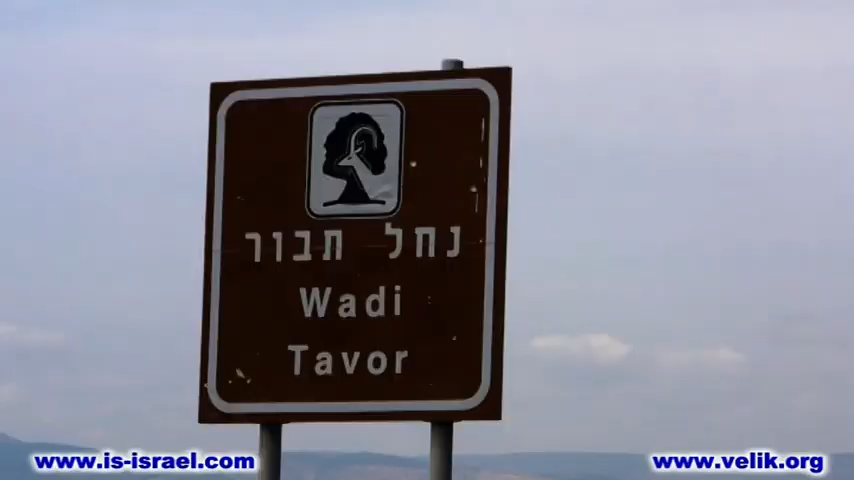 נחל תבור
Wadi
Tavor
www.is-israel.com
www.velik.org